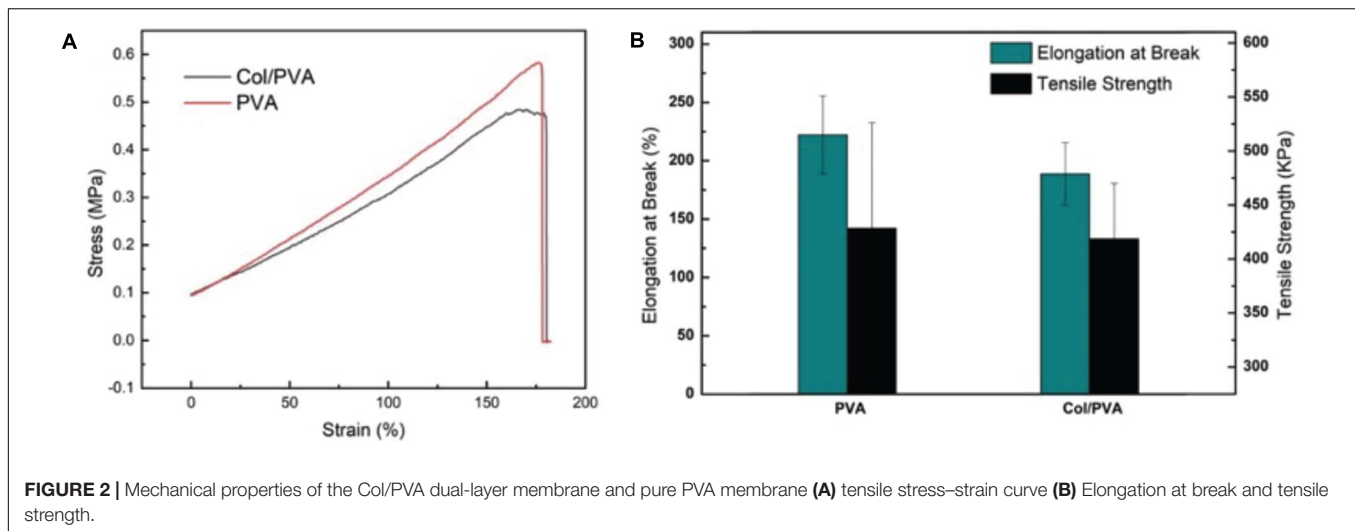 A
0.6
0.5
0.4
0.3
0.2
0.1
0.0
-0.1
Stress (MPa)
Col/PVA
PVA
0
50
100
150
200
Strain (%)
B
300
250
200
150
100
50
0
Elongation at Break (%)
Elongation at Break
Tensile Strength
600
550
500
450
400
350
300
Tensile Strength (KPa)
PVA
Col/PVA
FIGURE 2 | Mechanical properties of the Col/PVA dual-layer membrane and pure PVA membrane (A) tensile stress–strain curve (B) Elongation at break and tensile
strength.